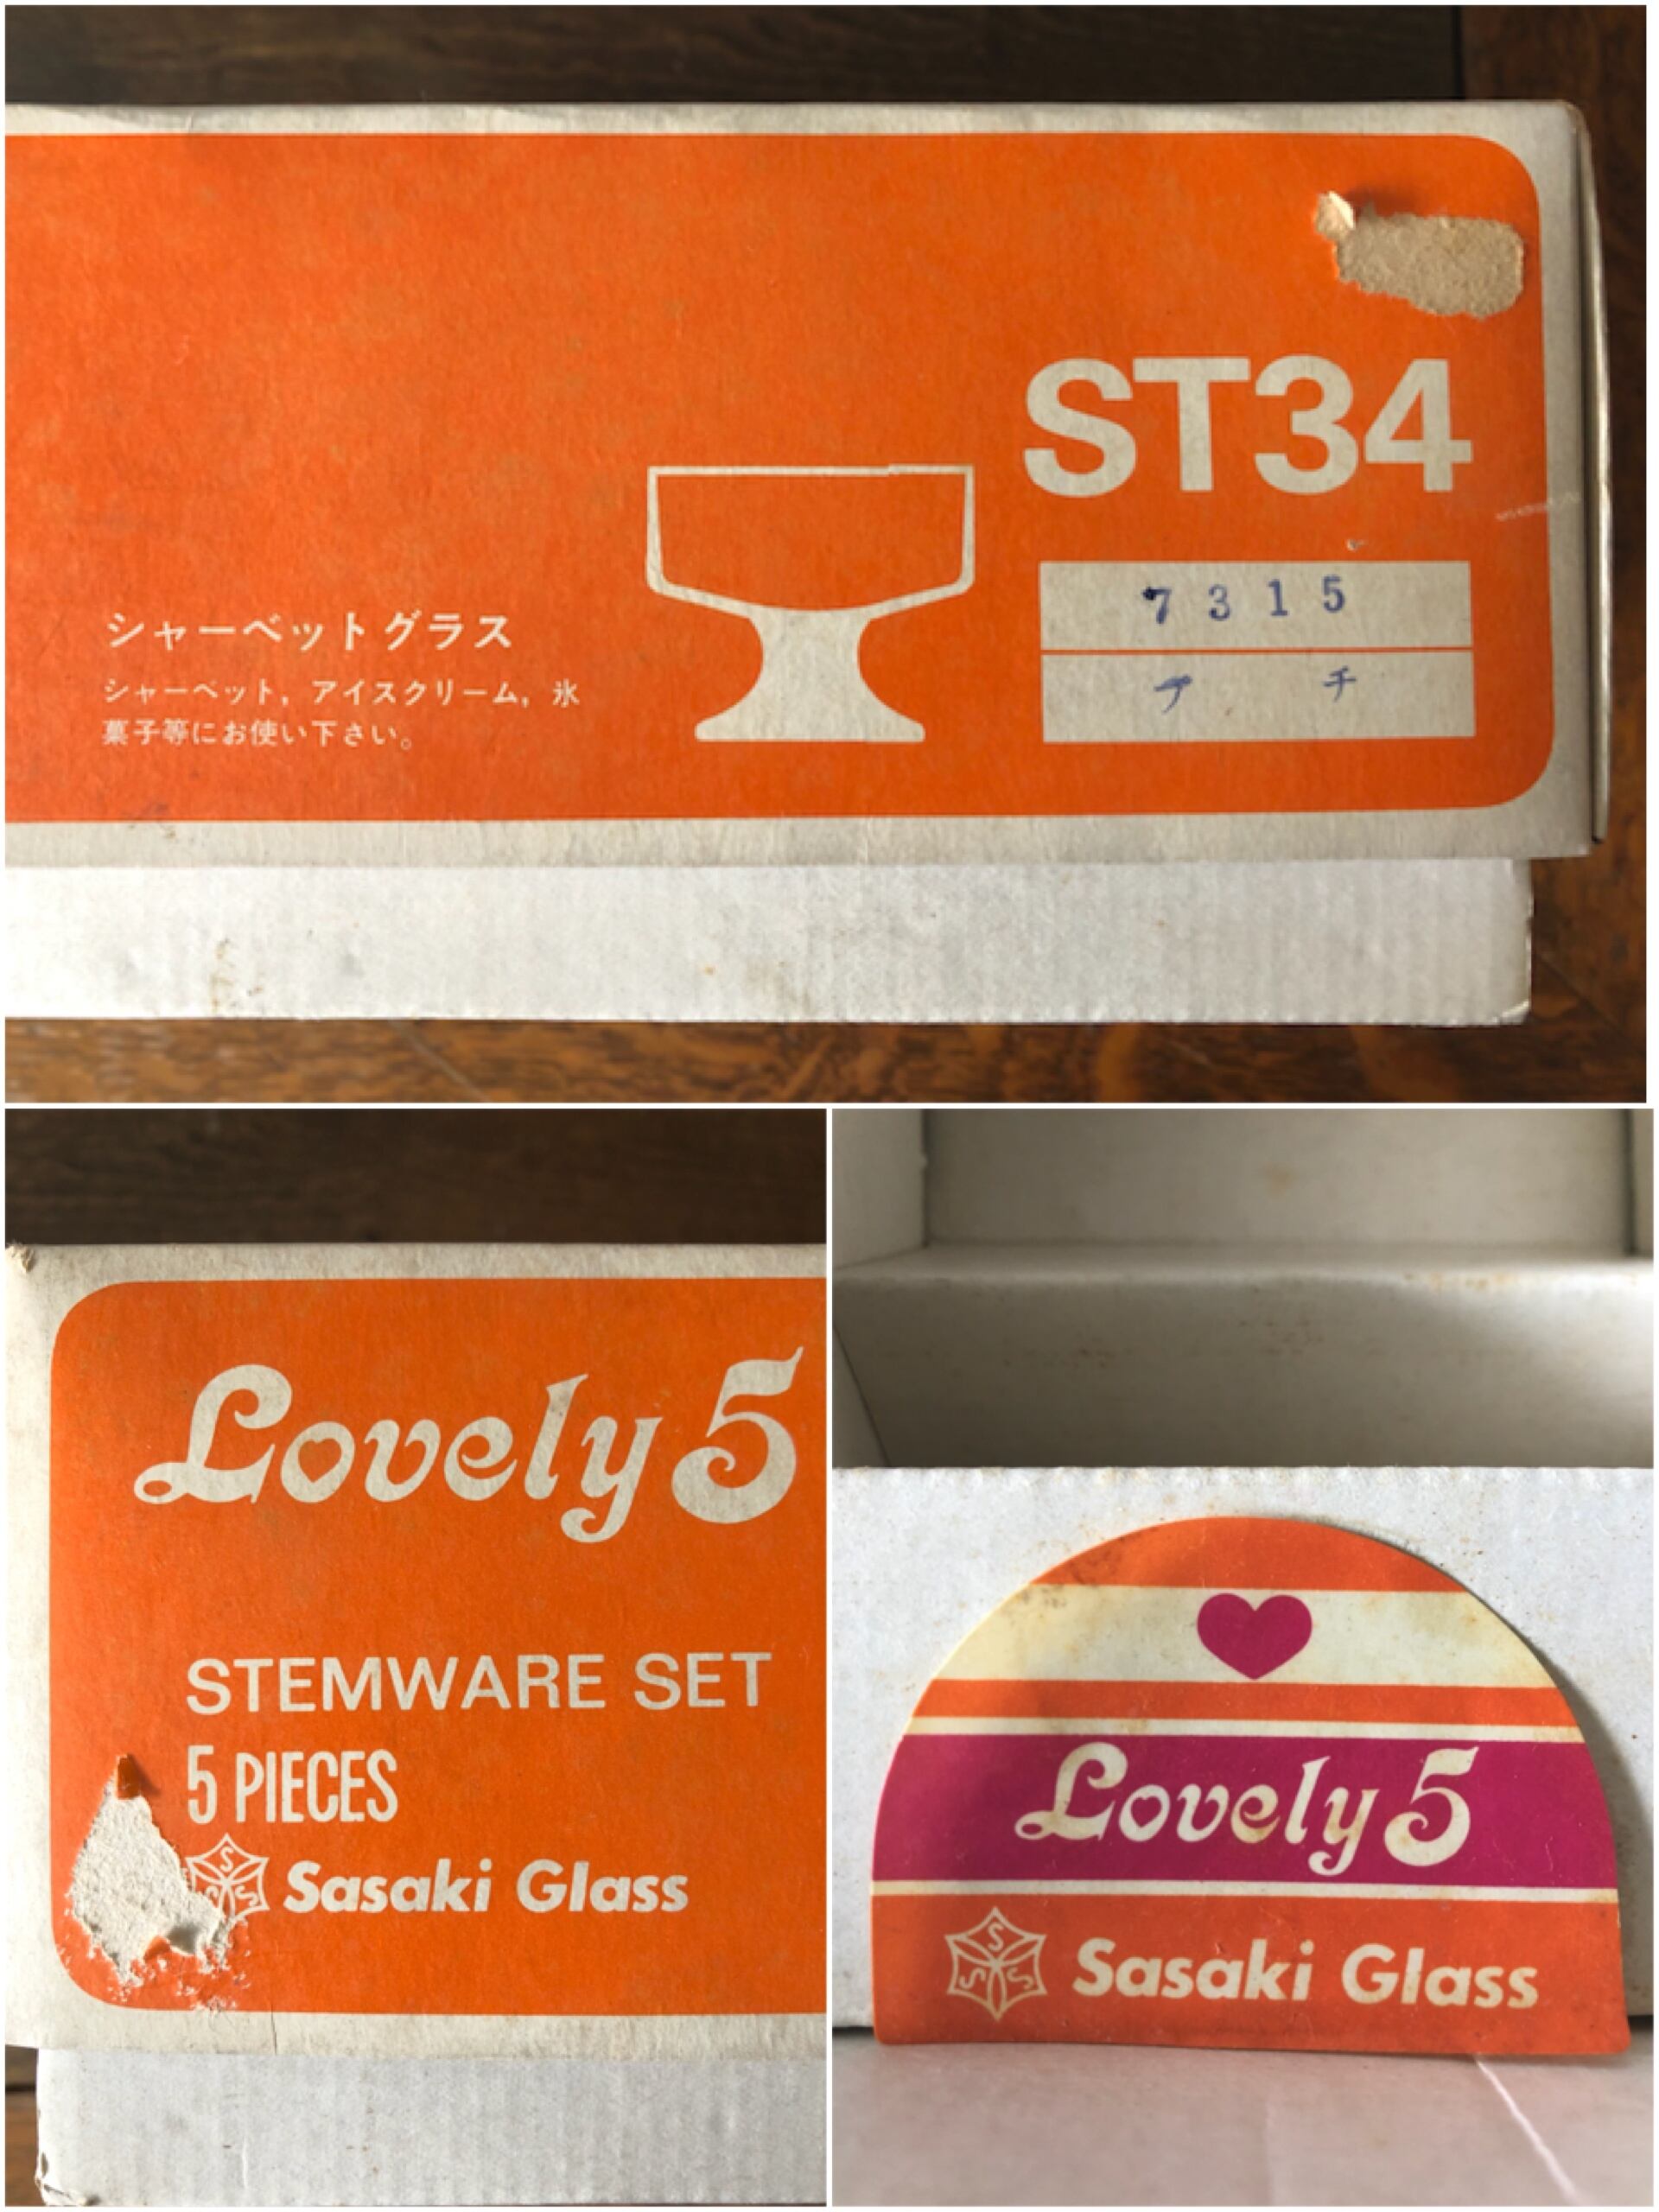 ST34
7315
ア チ
シャーベットグラス
シャーベット，アイスクリーム，氷
菓子等にお使い下さい。
Lovely 5
STEMWARE SET
5 PIECES
Sasaki Glass
Lovely 5
S
S S
Sasaki Glass